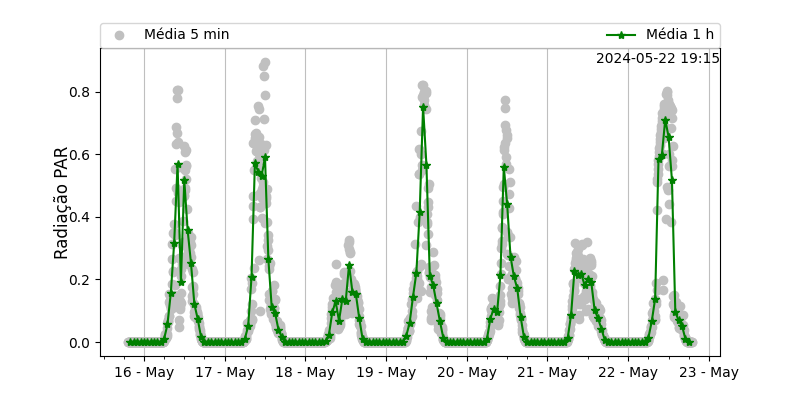 Média 5 min
Média 1 h
2024-05-22 19:15
Radiação PAR
0.8
0.6
0.4
0.2
0.0
16 - May
17 - May
18 - May
19 - May
20 - May
21 - May
22 - May
23 - May